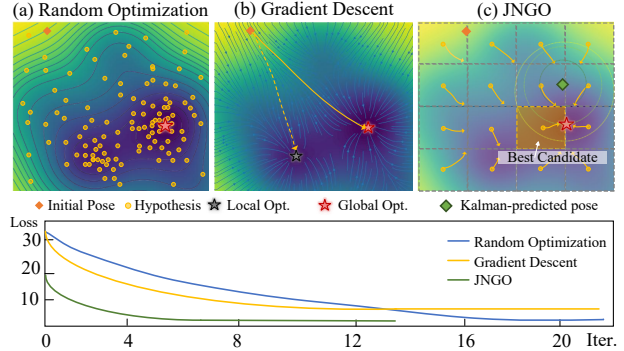 (a) Random Optimization (b) Gradient Descent (c) JNGO
Best Candidate
Initial Pose Hypothesis Local Opt. Global Opt. Kalman-predicted pose
Loss
30
20
10
Random Optimization
Gradient Descent
JNGO
0 4 8 12 16 20 Iter.